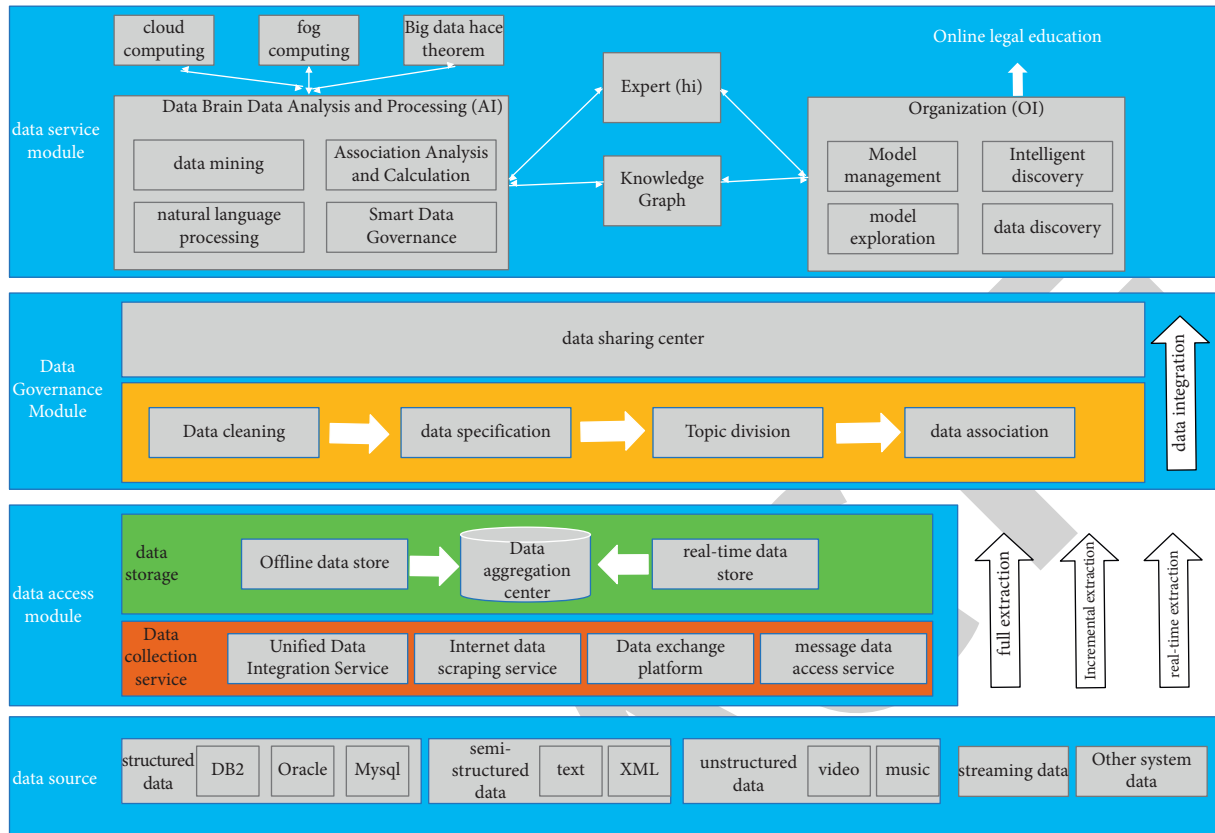 cloud
computing
fog
computing
Big data hace
theorem
Online legal education
data service
module
Data Brain Data Analysis and Processing (AI)
data mining
Association Analysis
and Calculation
natural language
processing
Smart Data
Governance
Expert (hi)
Knowledge
Graph
Organization (OI)
Model
management
Intelligent
discovery
model
exploration
data discovery
Data
Governance
Module
data sharing center
Data cleaning
data specification
Topic division
data association
data integration
data access
module
data
storage
Offline data store
Data
aggregation
center
real-time data
store
Data
collection
service
Unified Data
Integration Service
Internet data
scraping service
Data exchange
platform
message data
access service
full extraction
Incremental extraction
real-time extraction
data source
structured
data
DB2
Oracle
Mysql
semi-
structured
data
text
XML
unstructured
data
video
music
streaming data
Other system
data